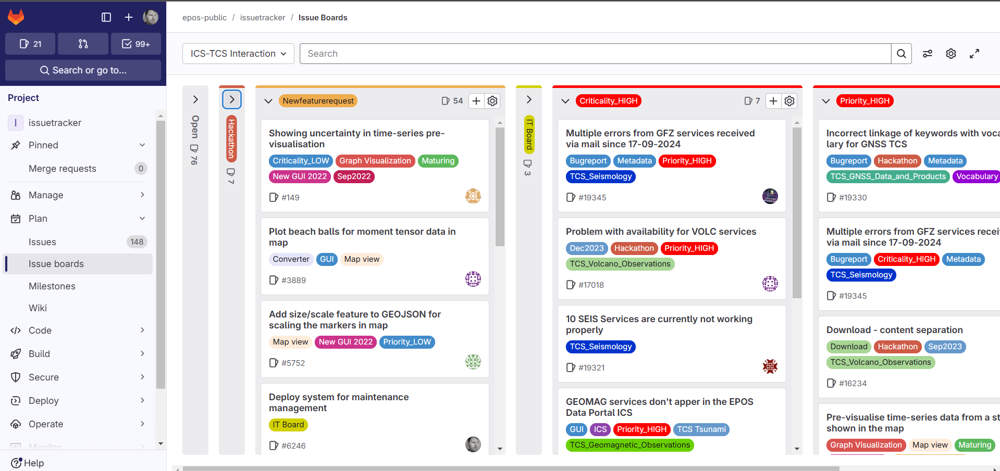 epos-public / issuetracker / Issue Boards
21
99+
Search or go to...
Project
I issuetracker
Pinned
Merge requests 0
Manage
Plan
Issues 148
Issue boards
Milestones
Wiki
Code
Build
Secure
Deploy
Operate
Monitor
Help
ICS-TCS Interaction
Search
Open 76
Hackathon 7
Newfeaturerequest 54
Showing uncertainty in time-series pre-
visualisation
Criticality_LOW Graph Visualization Maturing
New GUI 2022 Sep2022
#149
Plot beach balls for moment tensor data in
map
Converter GUI Map view
#3889
Add size/scale feature to GEOJSON for
scaling the markers in map
Map view New GUI 2022 Priority_LOW
#5752
Deploy system for maintenance
management
IT Board
#6246
IT Board 3
Criticality_HIGH 7
Multiple errors from GFZ services received
via mail since 17-09-2024
Bugreport Metadata Priority_HIGH
TCS_Seismology
#19345
Problem with availability for VOLC services
Dec2023 Hackathon Priority_HIGH
TCS_Volcano_Observations
#17018
10 SEIS Services are currently not working
properly
TCS_Seismology
#19321
GEOMAG services don't apper in the EPOS
Data Portal ICS
GUI ICS Priority_HIGH TCS Tsunami
TCS_Geomagnetic_Observations
Priority_HIGH
Incorrect linkage of keywords with voca
lary for GNSS TCS
Bugreport Hackathon Metadata
TCS_GNSS_Data_and_Products Vocabulary
#19330
Multiple errors from GFZ services recei
via mail since 17-09-2024
Bugreport Criticality_HIGH Metadata
TCS_Seismology
#19345
Download - content separation
Download Hackathon Sep2023
TCS_Volcano_Observations
#16234
Pre-visualise time-series data from a st
shown in the map
Graph Visualization Map view Maturing